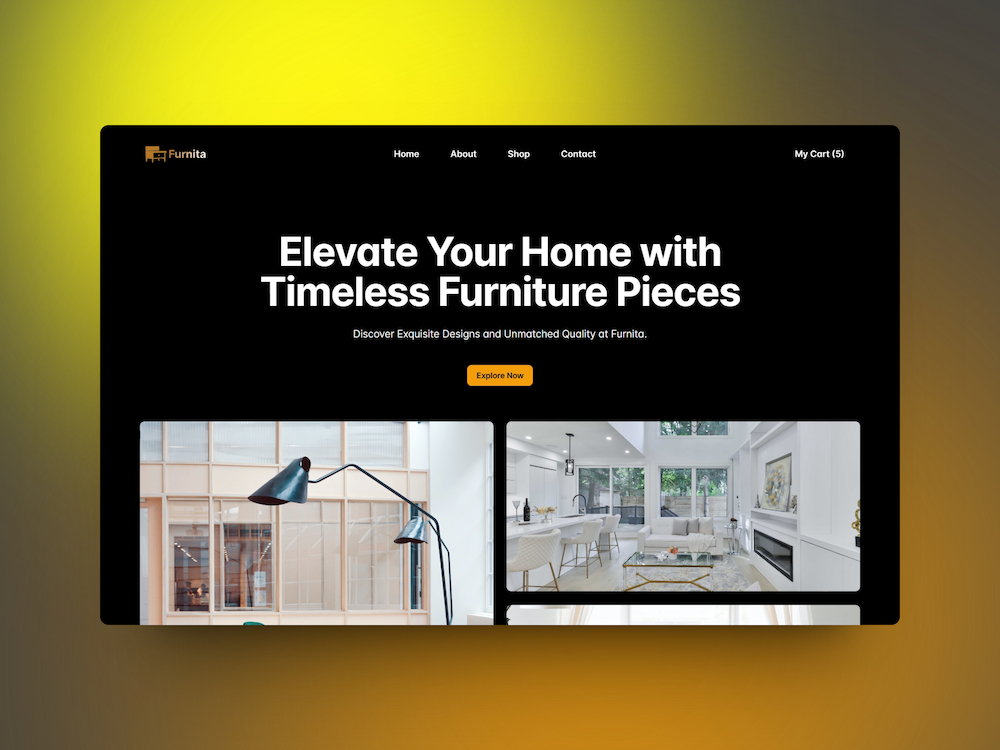 Furnita
Home
About
Shop
Contact
My Cart (5)
Elevate Your Home with
Timeless Furniture Pieces
Discover Exquisite Designs and Unmatched Quality at Furnita.
Explore Now